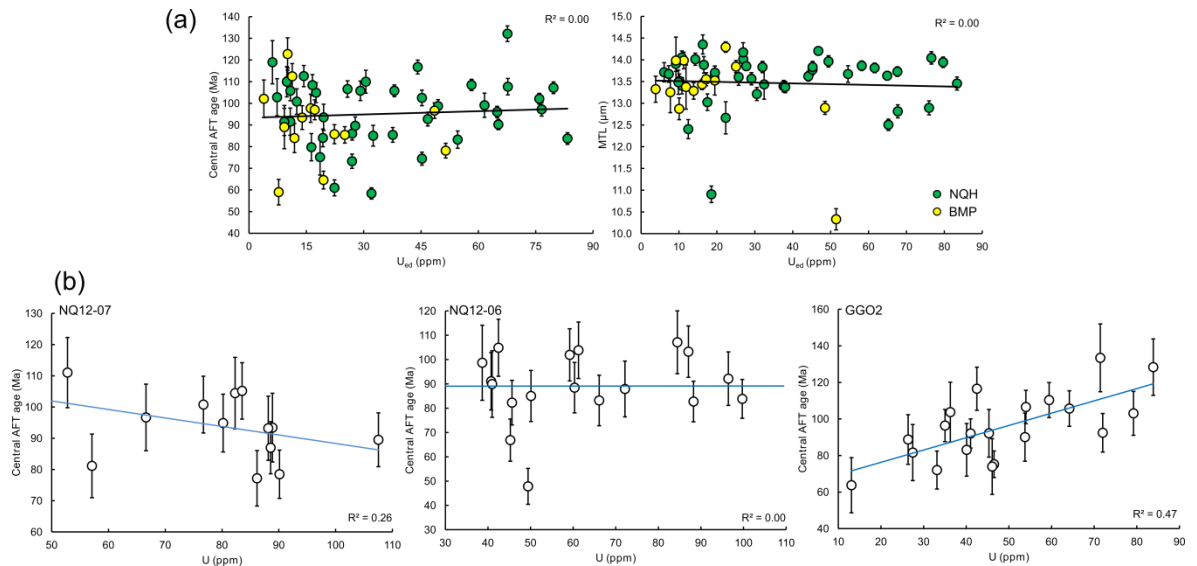 (a)
R² = 0.00
Central AFT age (Ma)
140
130
120
110
100
90
80
70
60
50
40
0 15 30 45 60 75 90
U_ed (ppm)
R² = 0.00
MTL (μm)
15.0
14.5
14.0
13.5
13.0
12.5
12.0
11.5
11.0
10.5
10.0
0 10 20 30 40 50 60 70 80 90
U_ed (ppm)
NQH
BMP
(b)
NQ12-07
Central AFT age (Ma)
130
120
110
100
90
80
70
60
50 60 70 80 90 100 110
U (ppm)
R² = 0.26
NQ12-06
Central AFT age (Ma)
120
110
100
90
80
70
60
50
40
30
30 40 50 60 70 80 90 100 110
U (ppm)
R² = 0.00
GGO2
Central AFT age (Ma)
160
140
120
100
80
60
40
10 20 30 40 50 60 70 80 90
U (ppm)
R² = 0.47